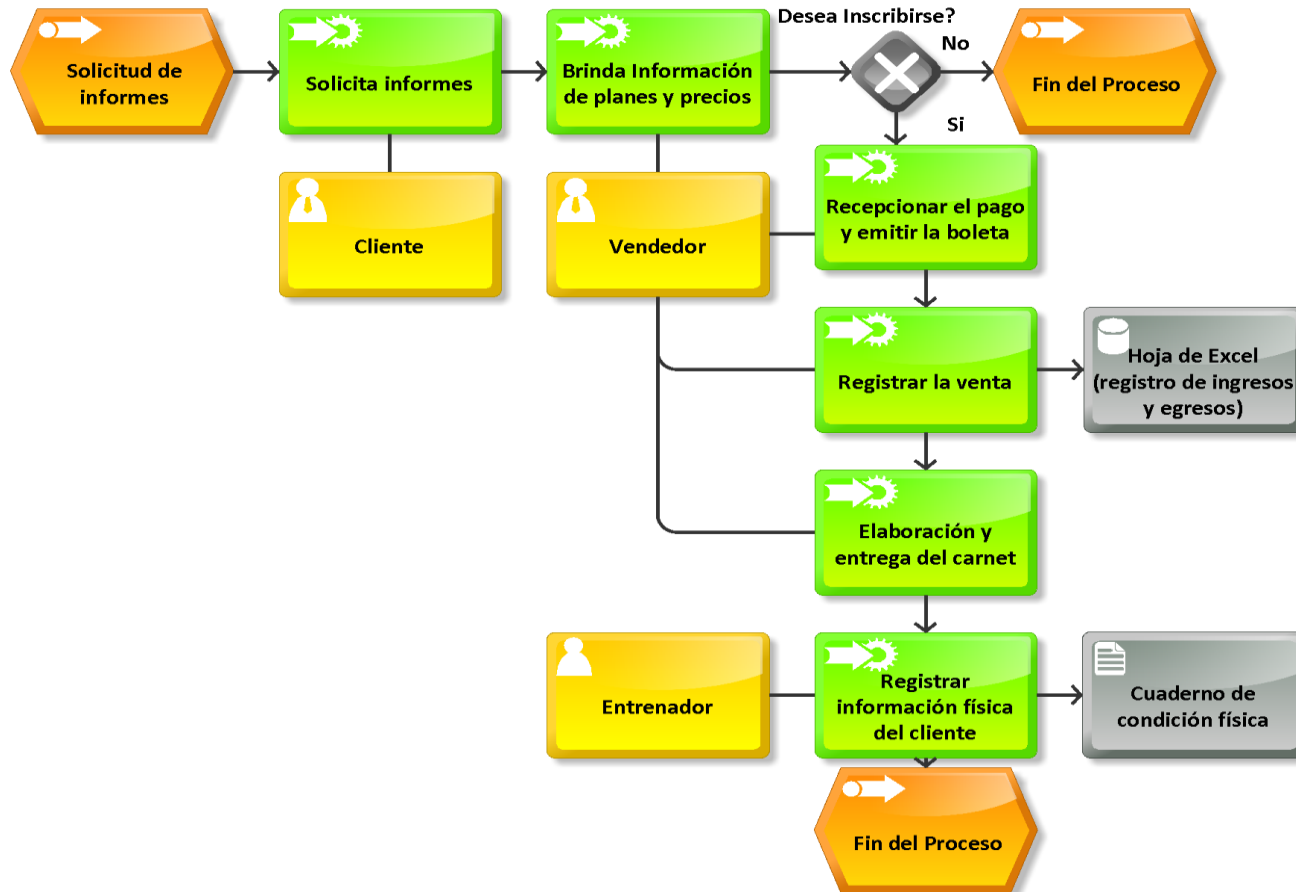 Desea Inscribirse?
Solicitud de
informes
Solicita informes
Brinda Información
de planes y precios
No
Fin del Proceso
Si
Cliente
Vendedor
Recepcionar el pago
y emitir la boleta
Registrar la venta
Hoja de Excel
(registro de ingresos
y egresos)
Elaboración y
entrega del carnet
Entrenador
Registrar
información física
del cliente
Cuaderno de
condición física
Fin del Proceso